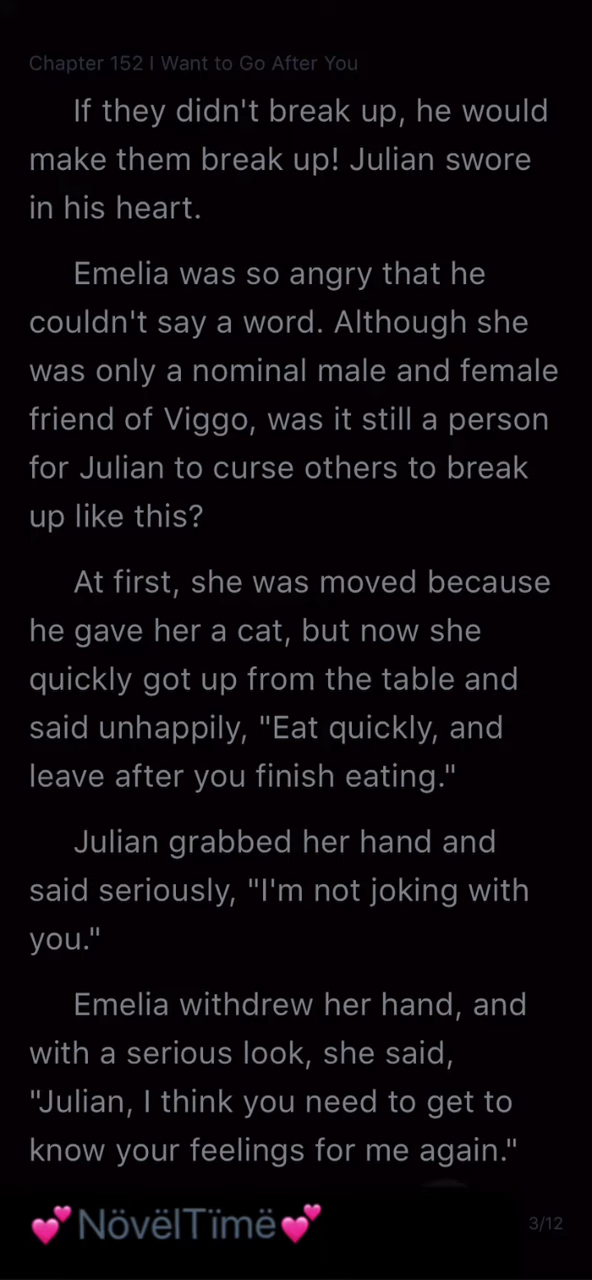 Chapter 152 I Want to Go After You
If they didn't break up, he would
make them break up! Julian swore
in his heart.
Emelia was so angry that he
couldn't say a word. Although she
was only a nominal male and female
friend of Viggo, was it still a person
for Julian to curse others to break
up like this?
At first, she was moved because
he gave her a cat, but now she
quickly got up from the table and
said unhappily, "Eat quickly, and
leave after you finish eating."
Julian grabbed her hand and
said seriously, "I'm not joking with
you."
Emelia withdrew her hand, and
with a serious look, she said,
"Julian, I think you need to get to
know your feelings for me again."
💕NövëlTïmë💕
3/12